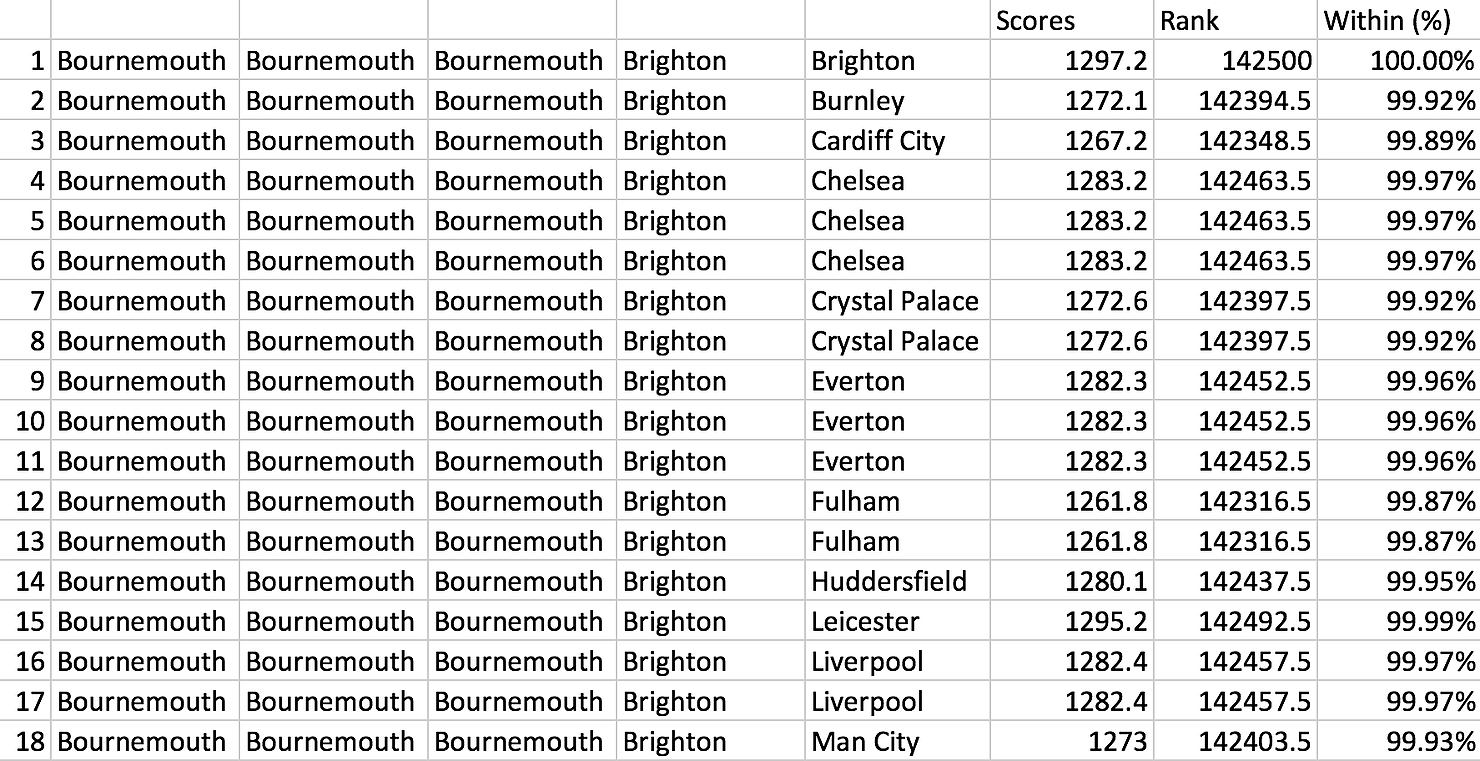 Scores Rank Within (%)
1 Bournemouth Bournemouth Bournemouth Brighton Brighton 1297.2 142500 100.00%
2 Bournemouth Bournemouth Bournemouth Brighton Burnley 1272.1 142394.5 99.92%
3 Bournemouth Bournemouth Bournemouth Brighton Cardiff City 1267.2 142348.5 99.89%
4 Bournemouth Bournemouth Bournemouth Brighton Chelsea 1283.2 142463.5 99.97%
5 Bournemouth Bournemouth Bournemouth Brighton Chelsea 1283.2 142463.5 99.97%
6 Bournemouth Bournemouth Bournemouth Brighton Chelsea 1283.2 142463.5 99.97%
7 Bournemouth Bournemouth Bournemouth Brighton Crystal Palace 1272.6 142397.5 99.92%
8 Bournemouth Bournemouth Bournemouth Brighton Crystal Palace 1272.6 142397.5 99.92%
9 Bournemouth Bournemouth Bournemouth Brighton Everton 1282.3 142452.5 99.96%
10 Bournemouth Bournemouth Bournemouth Brighton Everton 1282.3 142452.5 99.96%
11 Bournemouth Bournemouth Bournemouth Brighton Everton 1282.3 142452.5 99.96%
12 Bournemouth Bournemouth Bournemouth Brighton Fulham 1261.8 142316.5 99.87%
13 Bournemouth Bournemouth Bournemouth Brighton Fulham 1261.8 142316.5 99.87%
14 Bournemouth Bournemouth Bournemouth Brighton Huddersfield 1280.1 142437.5 99.95%
15 Bournemouth Bournemouth Bournemouth Brighton Leicester 1295.2 142492.5 99.99%
16 Bournemouth Bournemouth Bournemouth Brighton Liverpool 1282.4 142457.5 99.97%
17 Bournemouth Bournemouth Bournemouth Brighton Liverpool 1282.4 142457.5 99.97%
18 Bournemouth Bournemouth Bournemouth Brighton Man City 1273 142403.5 99.93%